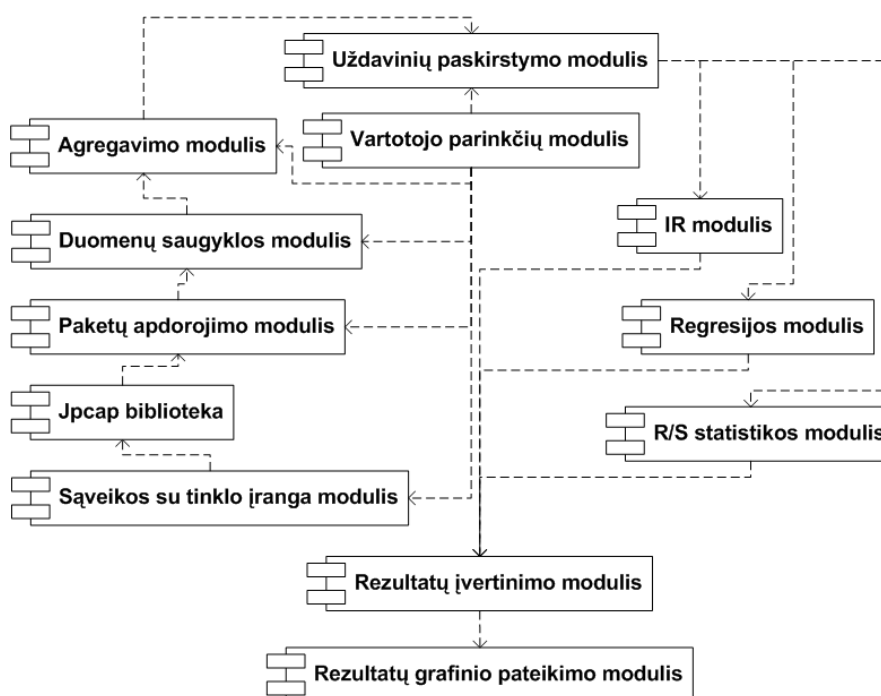 Uždavinių paskirstymo modulis
Agregavimo modulis
Vartotojo parinkčių modulis
Duomenų saugyklos modulis
IR modulis
Paketų apdorojimo modulis
Regresijos modulis
Jpcap biblioteka
R/S statistikos modulis
Sąveikos su tinklo įranga modulis
Rezultatų įvertinimo modulis
Rezultatų grafinio pateikimo modulis